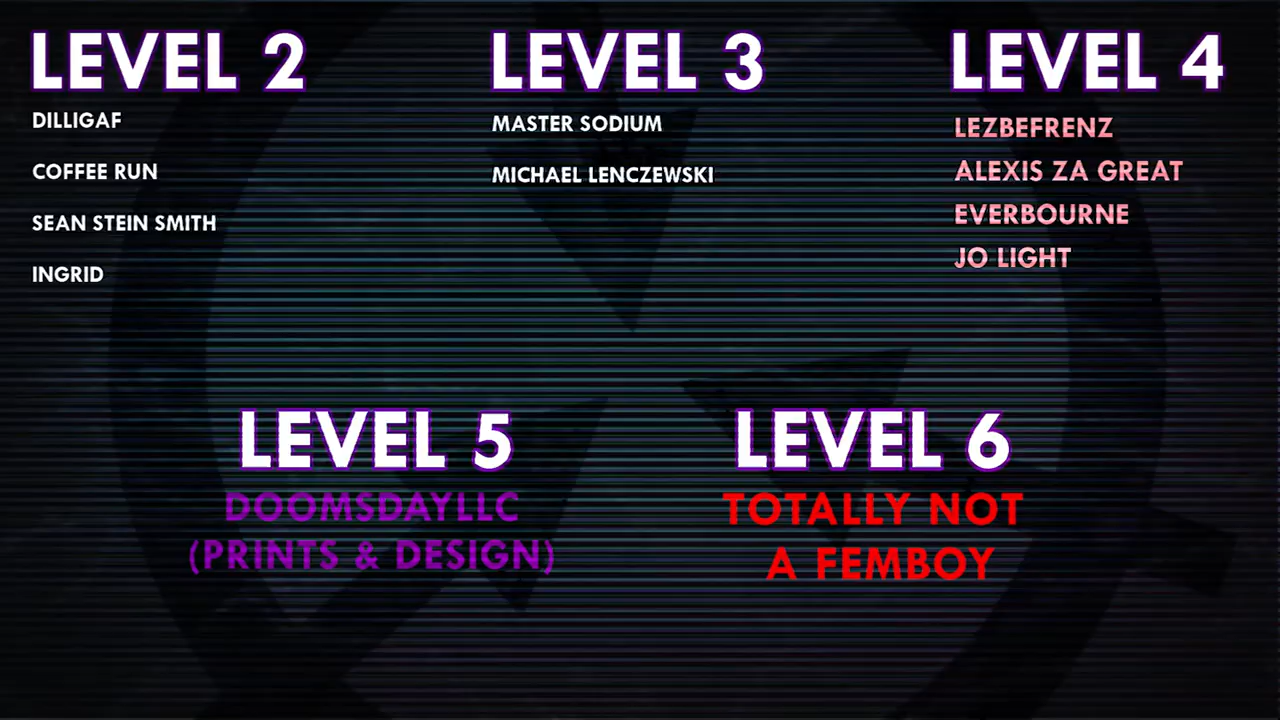 LEVEL 2
DILLIGAF
COFFEE RUN
SEAN STEIN SMITH
INGRID
LEVEL 3
MASTER SODIUM
MICHAEL LENCZEWSKI
LEVEL 4
LEZBEFRENZ
ALEXIS ZA GREAT
EVERBOURNE
JO LIGHT
LEVEL 5
DOOMSDAYLLC
(PRINTS & DESIGN)
LEVEL 6
TOTALLY NOT
A FEMBOY